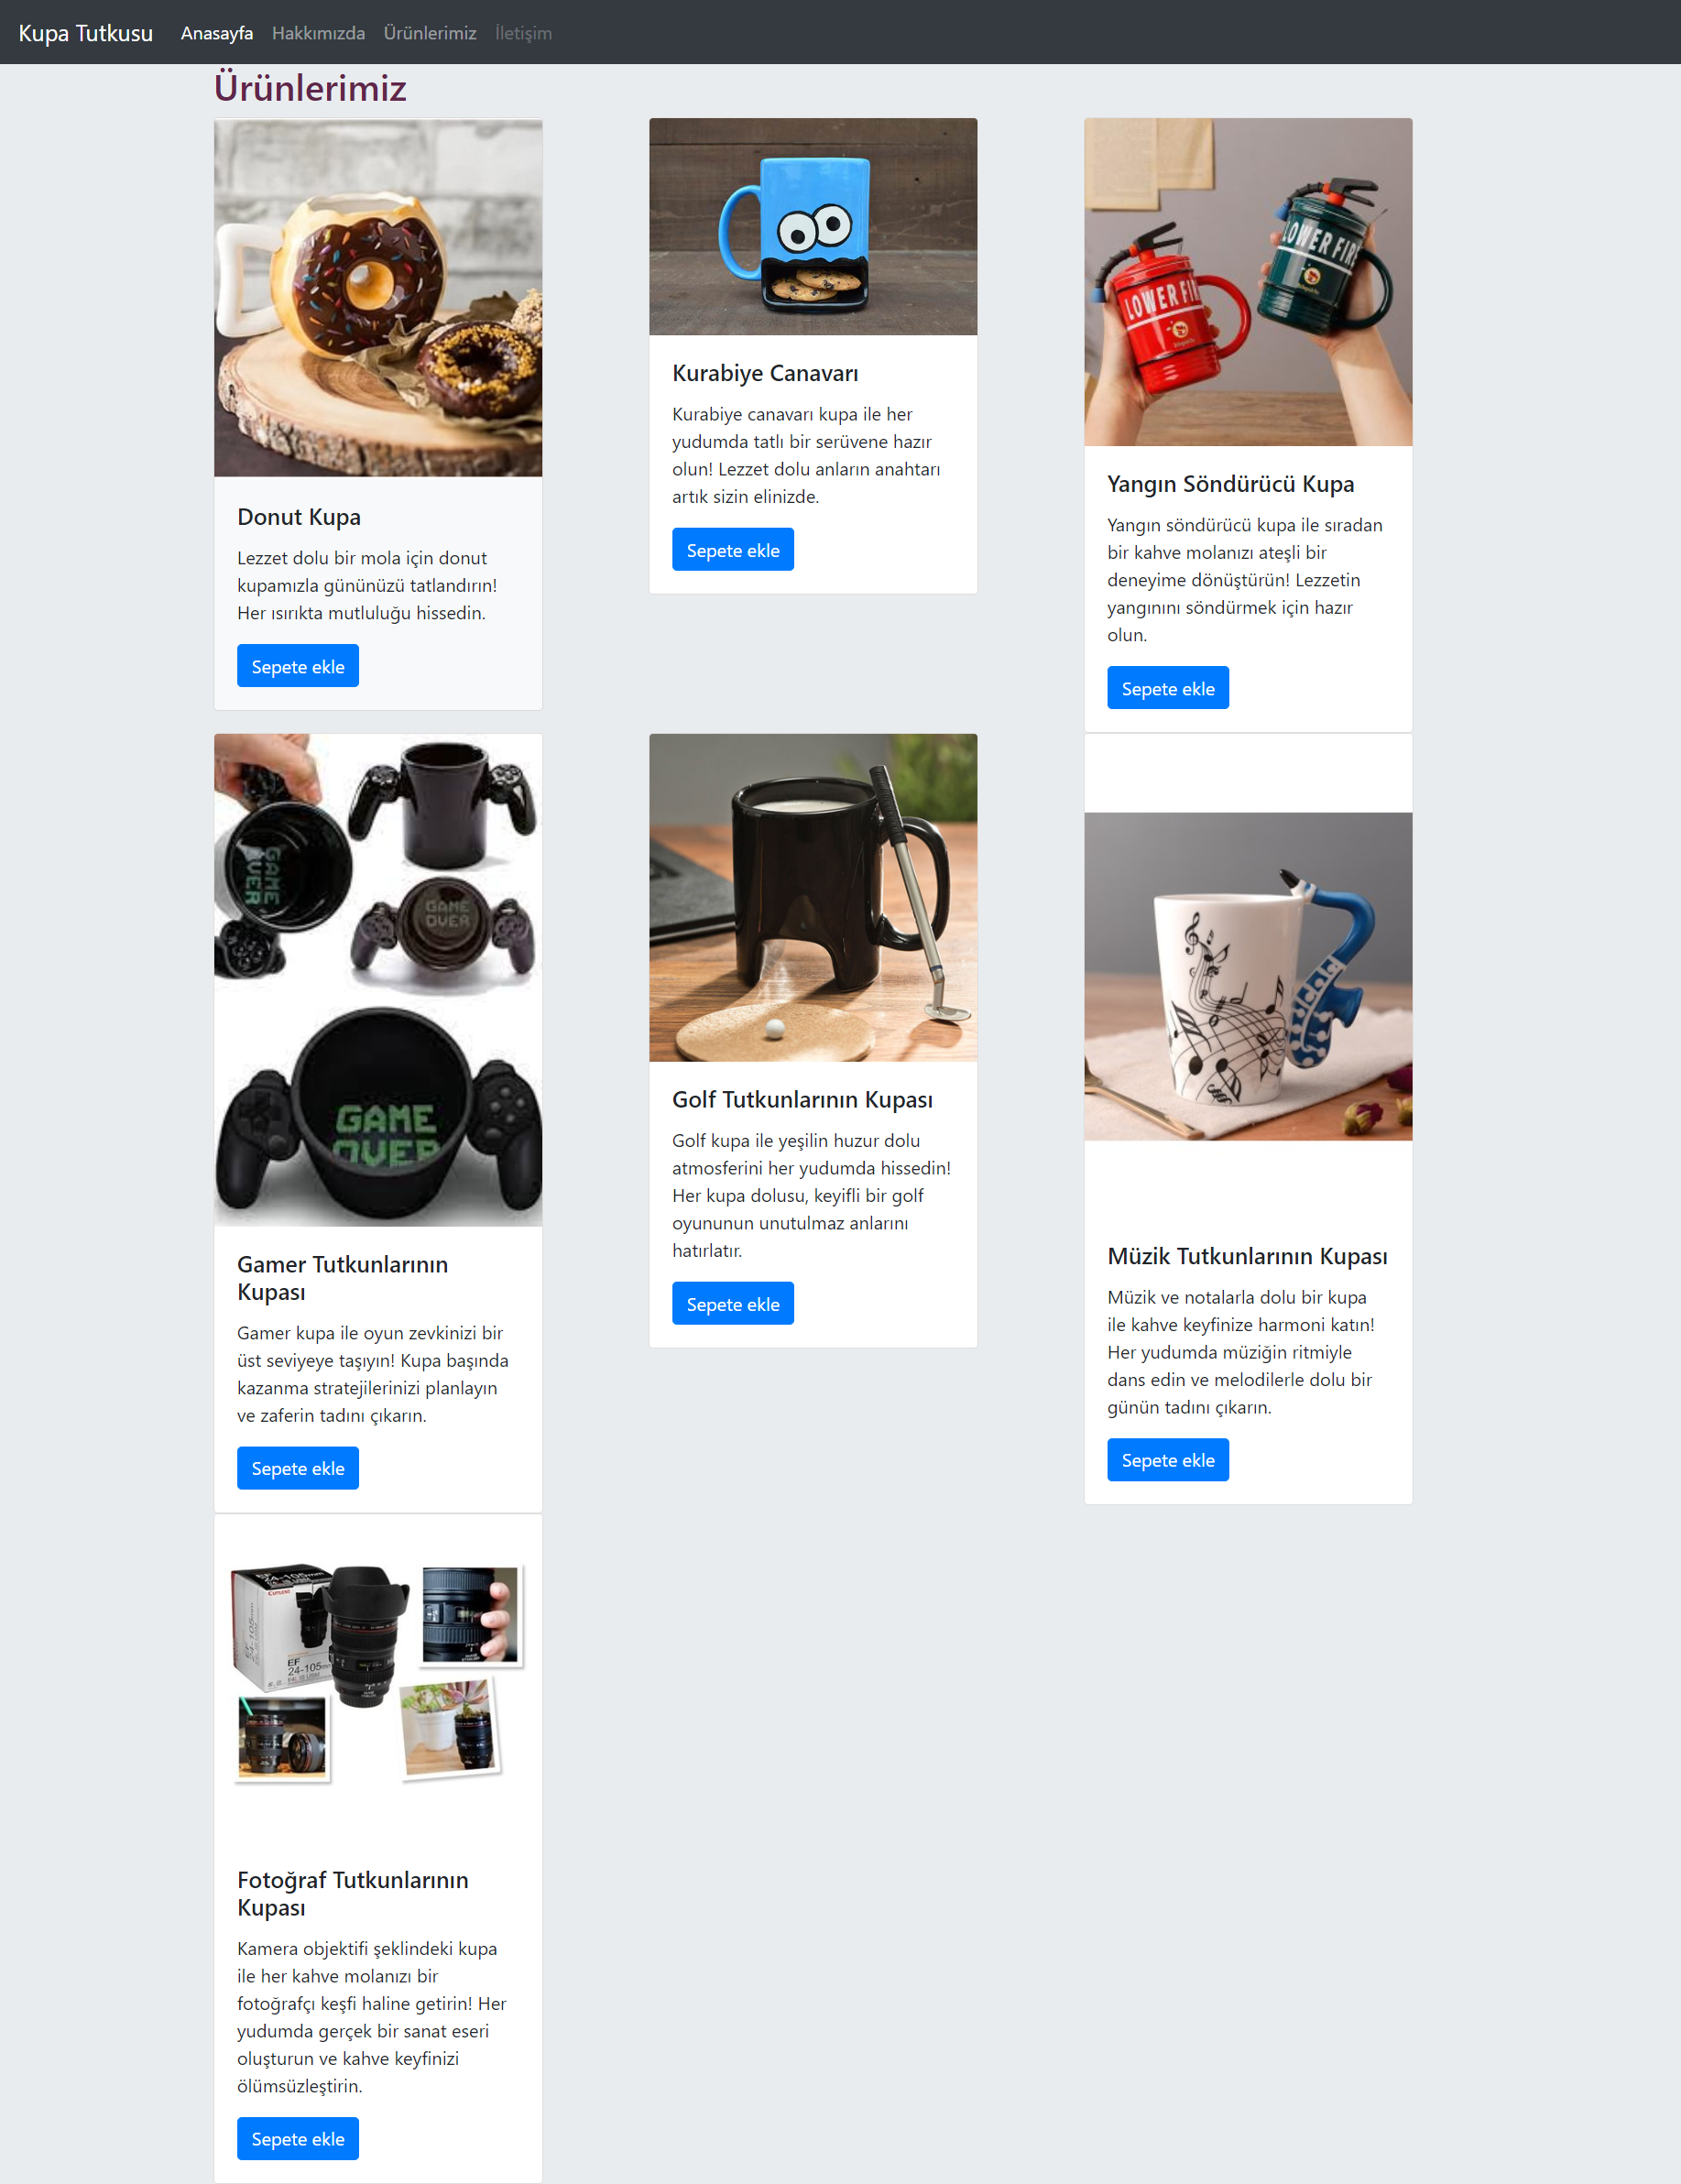 Kupa Tutkusu Anasayfa Hakkımızda Ürünlerimiz İletişim
Ürünlerimiz
Donut Kupa
Lezzet dolu bir mola için donut
kupamızla gününüzü tatlandırın!
Her ısırıkta mutluluğu hissedin.
Sepete ekle
Kurabiye Canavarı
Kurabiye canavarı kupa ile her
yudumda tatlı bir serüvene hazır
olun! Lezzet dolu anların anahtarı
artık sizin elinizde.
Sepete ekle
LOWER FI
LOWER FIRE
Yangın Söndürücü Kupa
Yangın söndürücü kupa ile sıradan
bir kahve molanızı ateşli bir
deneyime dönüştürün! Lezzetin
yangınını söndürmek için hazır
olun.
Sepete ekle
GAME
OVER
GAME
OVER
GAME
OVER
Gamer Tutkunlarının
Kupası
Gamer kupa ile oyun zevkinizi bir
üst seviyeye taşıyın! Kupa başında
kazanma stratejilerinizi planlayın
ve zaferin tadını çıkarın.
Sepete ekle
Golf Tutkunlarının Kupası
Golf kupa ile yeşilin huzur dolu
atmosferini her yudumda hissedin!
Her kupa dolusu, keyifli bir golf
oyununun unutulmaz anlarını
hatırlatır.
Sepete ekle
Müzik Tutkunlarının Kupası
Müzik ve notalarla dolu bir kupa
ile kahve keyfinize harmoni katın!
Her yudumda müziğin ritmiyle
dans edin ve melodilerle dolu bir
günün tadını çıkarın.
Sepete ekle
EF
24-105mm
EF
24-105mm
Fotoğraf Tutkunlarının
Kupası
Kamera objektifi şeklindeki kupa
ile her kahve molanızı bir
fotoğrafçı keşfi haline getirin! Her
yudumda gerçek bir sanat eseri
oluşturun ve kahve keyfinizi
ölümsüzleştirin.
Sepete ekle